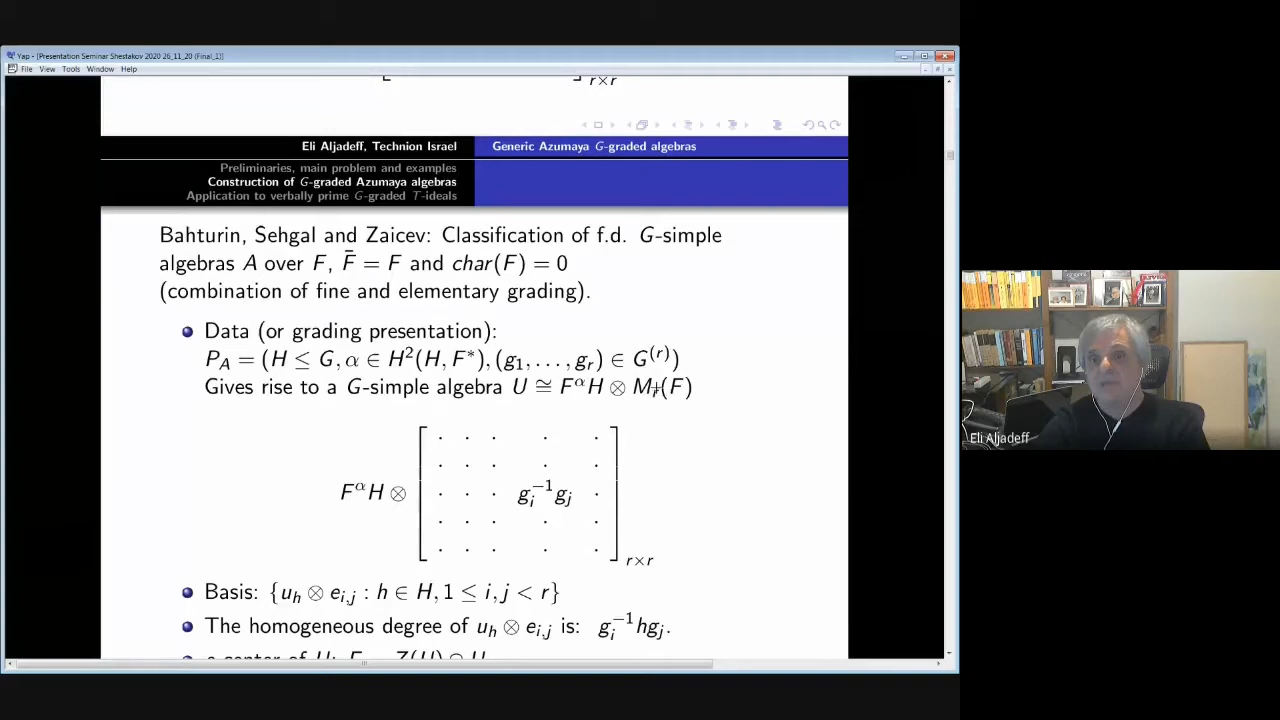 Yap - [Presentation Seminar Shestakov 2020 26_11_20 (Final_1)]
File View Tools Window Help
r×r
Eli Aljadeff, Technion Israel
Generic Azumaya G-graded algebras
Preliminaries, main problem and examples
Construction of G-graded Azumaya algebras
Application to verbally prime G-graded T-ideals
Bahturin, Sehgal and Zaicev: Classification of f.d. G-simple
algebras A over F, F̄ = F and char(F) = 0
(combination of fine and elementary grading).
Data (or grading presentation):
P_A = (H ≤ G, α ∈ H²(H, F*), (g₁, . . . , g_r) ∈ G^(r))
Gives rise to a G-simple algebra U ≅ F^αH ⊗ M_r(F)
F^αH ⊗ [ g_i^{-1}g_j ]_{r×r}
Basis: {u_h ⊗ e_{i,j} : h ∈ H, 1 ≤ i, j < r}
The homogeneous degree of u_h ⊗ e_{i,j} is: g_i^{-1}hg_j.
Eli Aljadeff